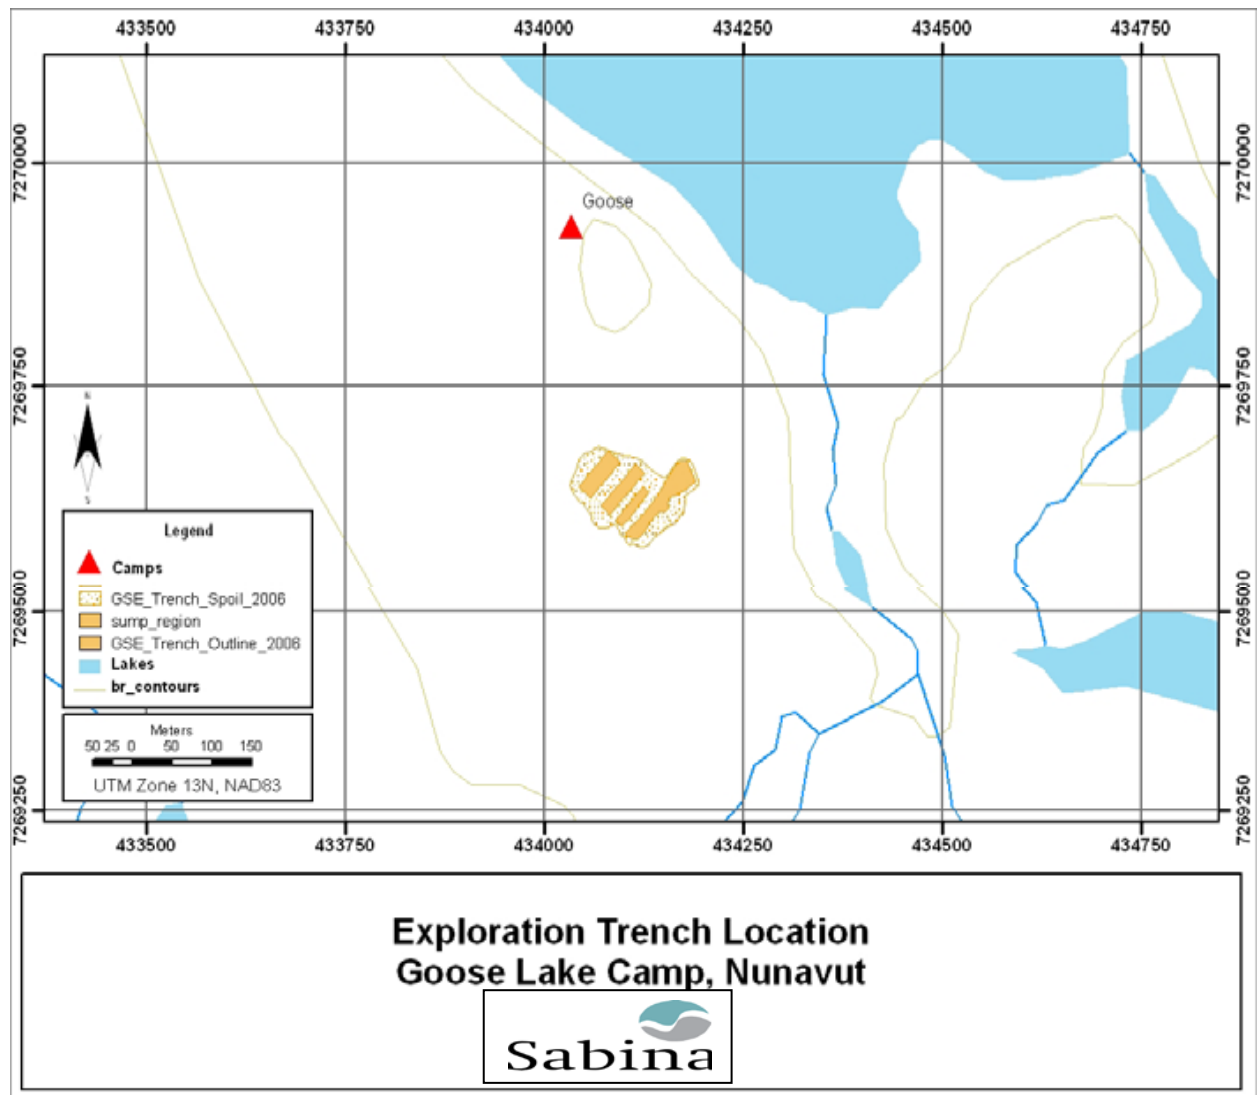 433500 433750 434000 434250 434500 434750
7270000 7270000
Goose
7269750 7269750
N
S
Legend
Camps
GSE_Trench_Spoil_2006
sump_region
GSE_Trench_Outline_2006
Lakes
br_contours
7269500 7269500
Meters
50 25 0 50 100 150
UTM Zone 13N, NAD83
7269250 7269250
433500 433750 434000 434250 434500 434750
Exploration Trench Location
Goose Lake Camp, Nunavut
Sabina